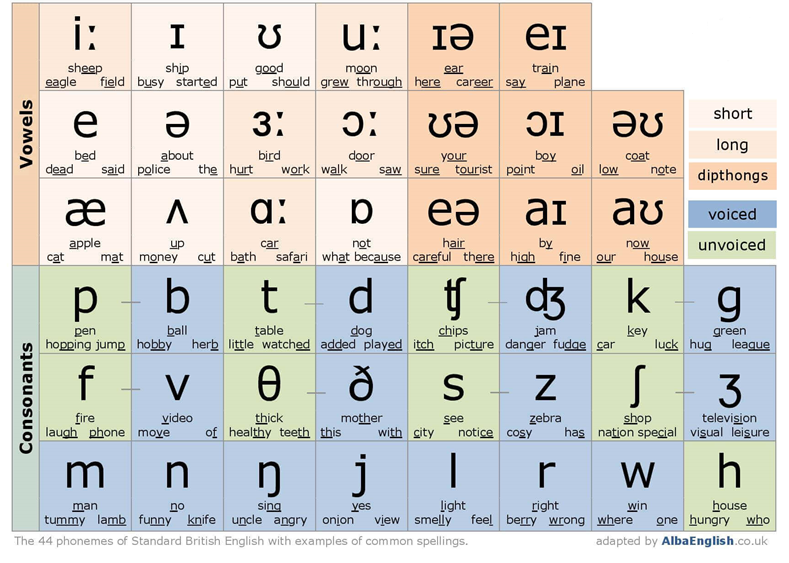 Vowels
iː ɪ ʊ uː ɪə eɪ
sheep ship good moon ear train
eagle field busy started put should grew through here career say plane
e ə ɜː ɔː ʊə ɔɪ əʊ
bed about bird door your boy coat
dead said police the hurt work walk saw sure tourist point oil low note
æ ʌ ɑː ɒ eə aɪ aʊ
apple up car not hair by now
cat mat money cut bath safari what because careful there high fine our house
short
long
dipthongs
voiced
unvoiced
Consonants
p b t d ʧ ʤ k g
pen ball table dog chips jam key green
hopping jump hobby herb little watched added played itch picture danger fudge car luck hug league
f v θ ð s z ʃ ʒ
fire video thick mother see zebra shop television
laugh phone move of healthy teeth this with city notice cosy has nation special visual leisure
m n ŋ j l r w h
man no sing yes light right win house
tummy lamb funny knife uncle angry onion view smelly feel berry wrong where one hungry who
The 44 phonemes of Standard British English with examples of common spellings.
adapted by AlbaEnglish.co.uk